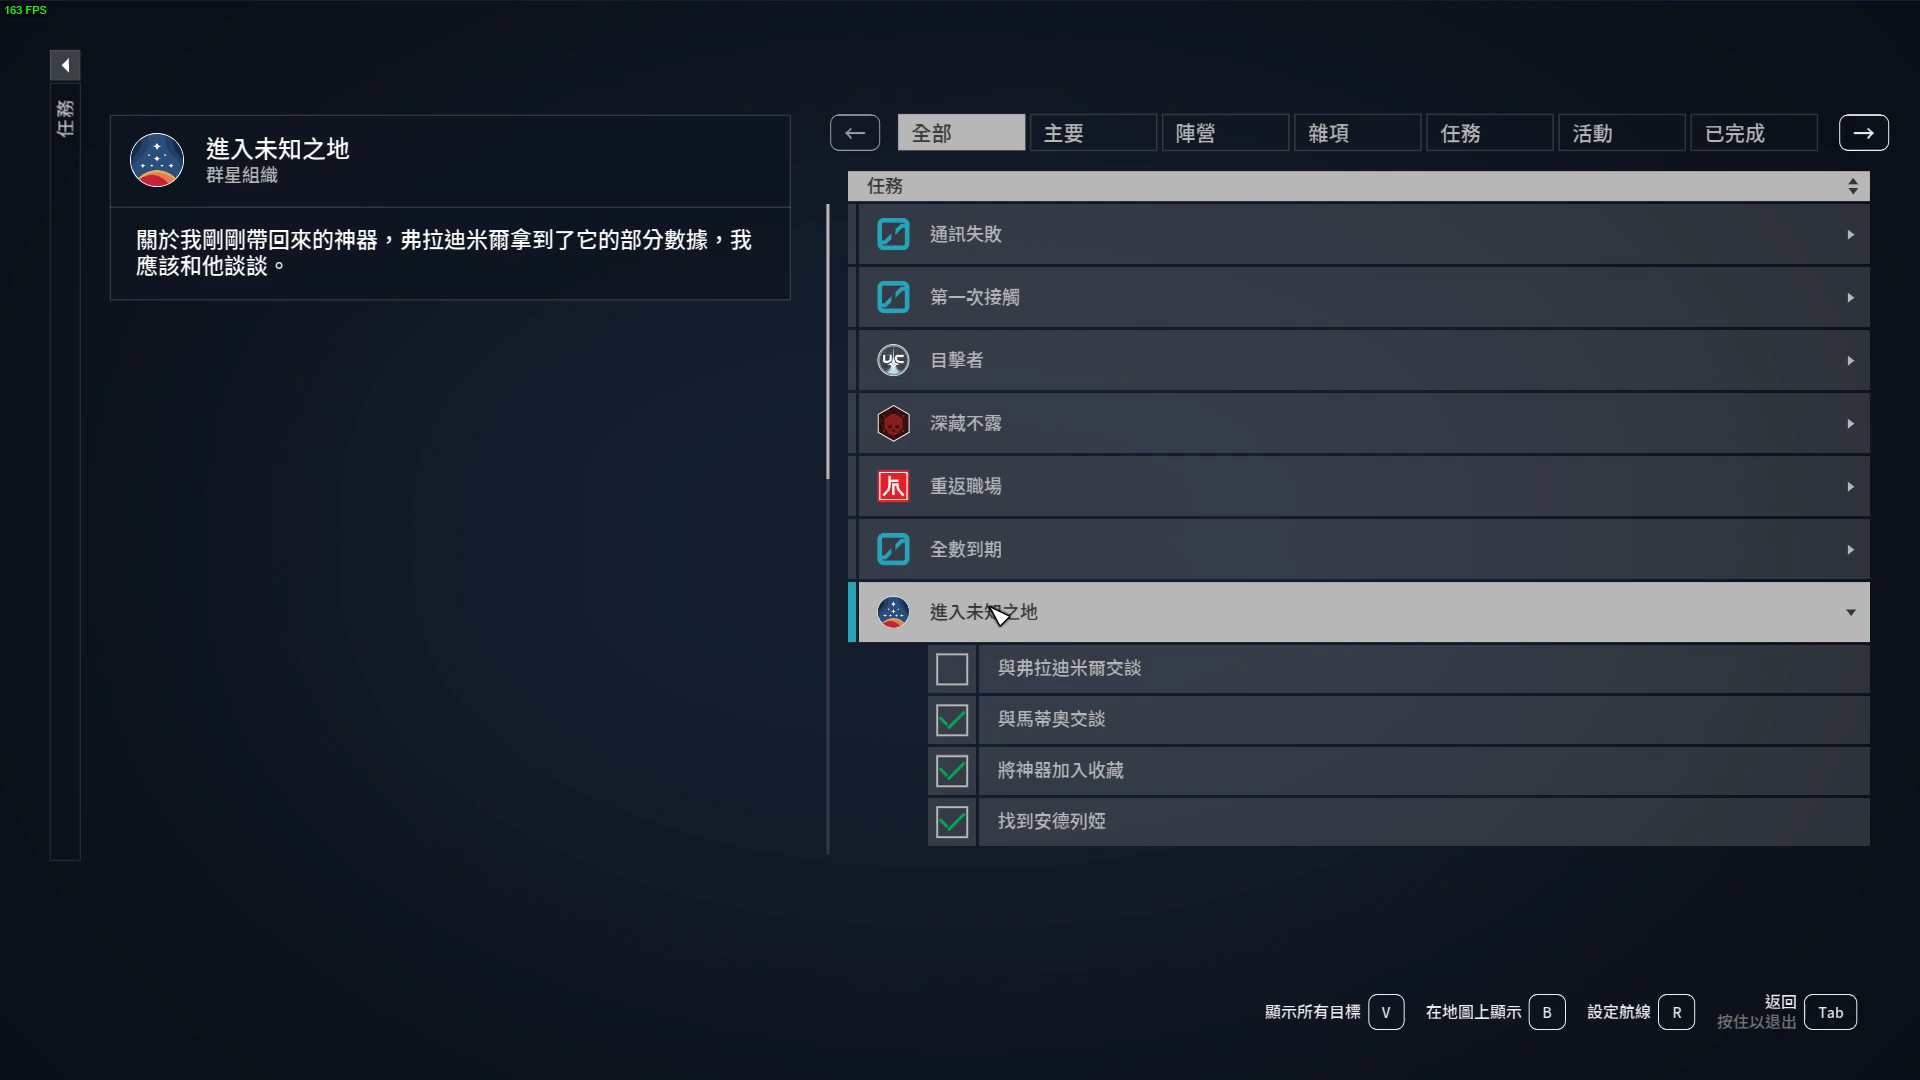 163 FPS
任務
進入未知之地
群星組織
關於我剛剛帶回來的神器，弗拉迪米爾拿到了它的部分數據，我
應該和他談談。
全部
主要
陣營
雜項
任務
活動
已完成
任務
通訊失敗
第一次接觸
UC
目擊者
深藏不露
重返職場
全數到期
進入未知之地
與弗拉迪米爾交談
與馬蒂奧交談
將神器加入收藏
找到安德列婭
顯示所有目標 V
在地圖上顯示 B
設定航線 R
返回
按住以退出
Tab